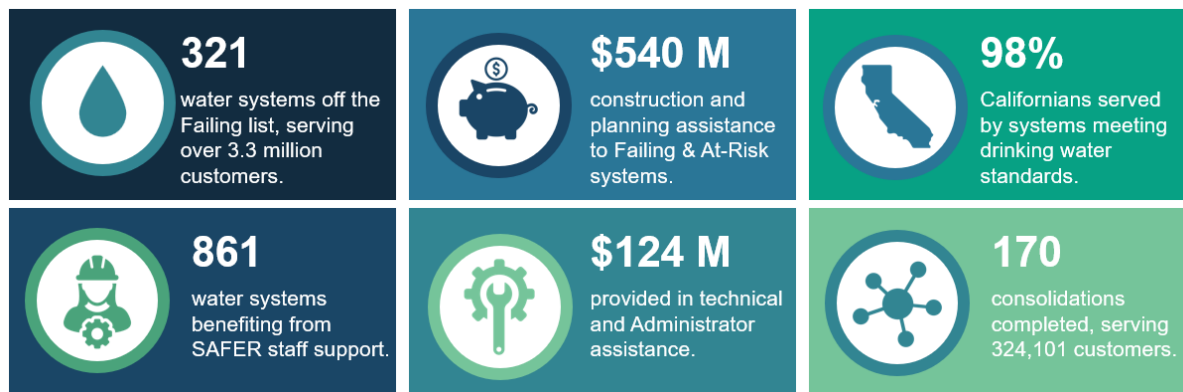 321
water systems off the
Failing list, serving
over 3.3 million
customers.
$
$540 M
construction and
planning assistance
to Failing & At-Risk
systems.
98%
Californians served
by systems meeting
drinking water
standards.
861
water systems
benefiting from
SAFER staff support.
$124 M
provided in technical
and Administrator
assistance.
170
consolidations
completed, serving
324,101 customers.